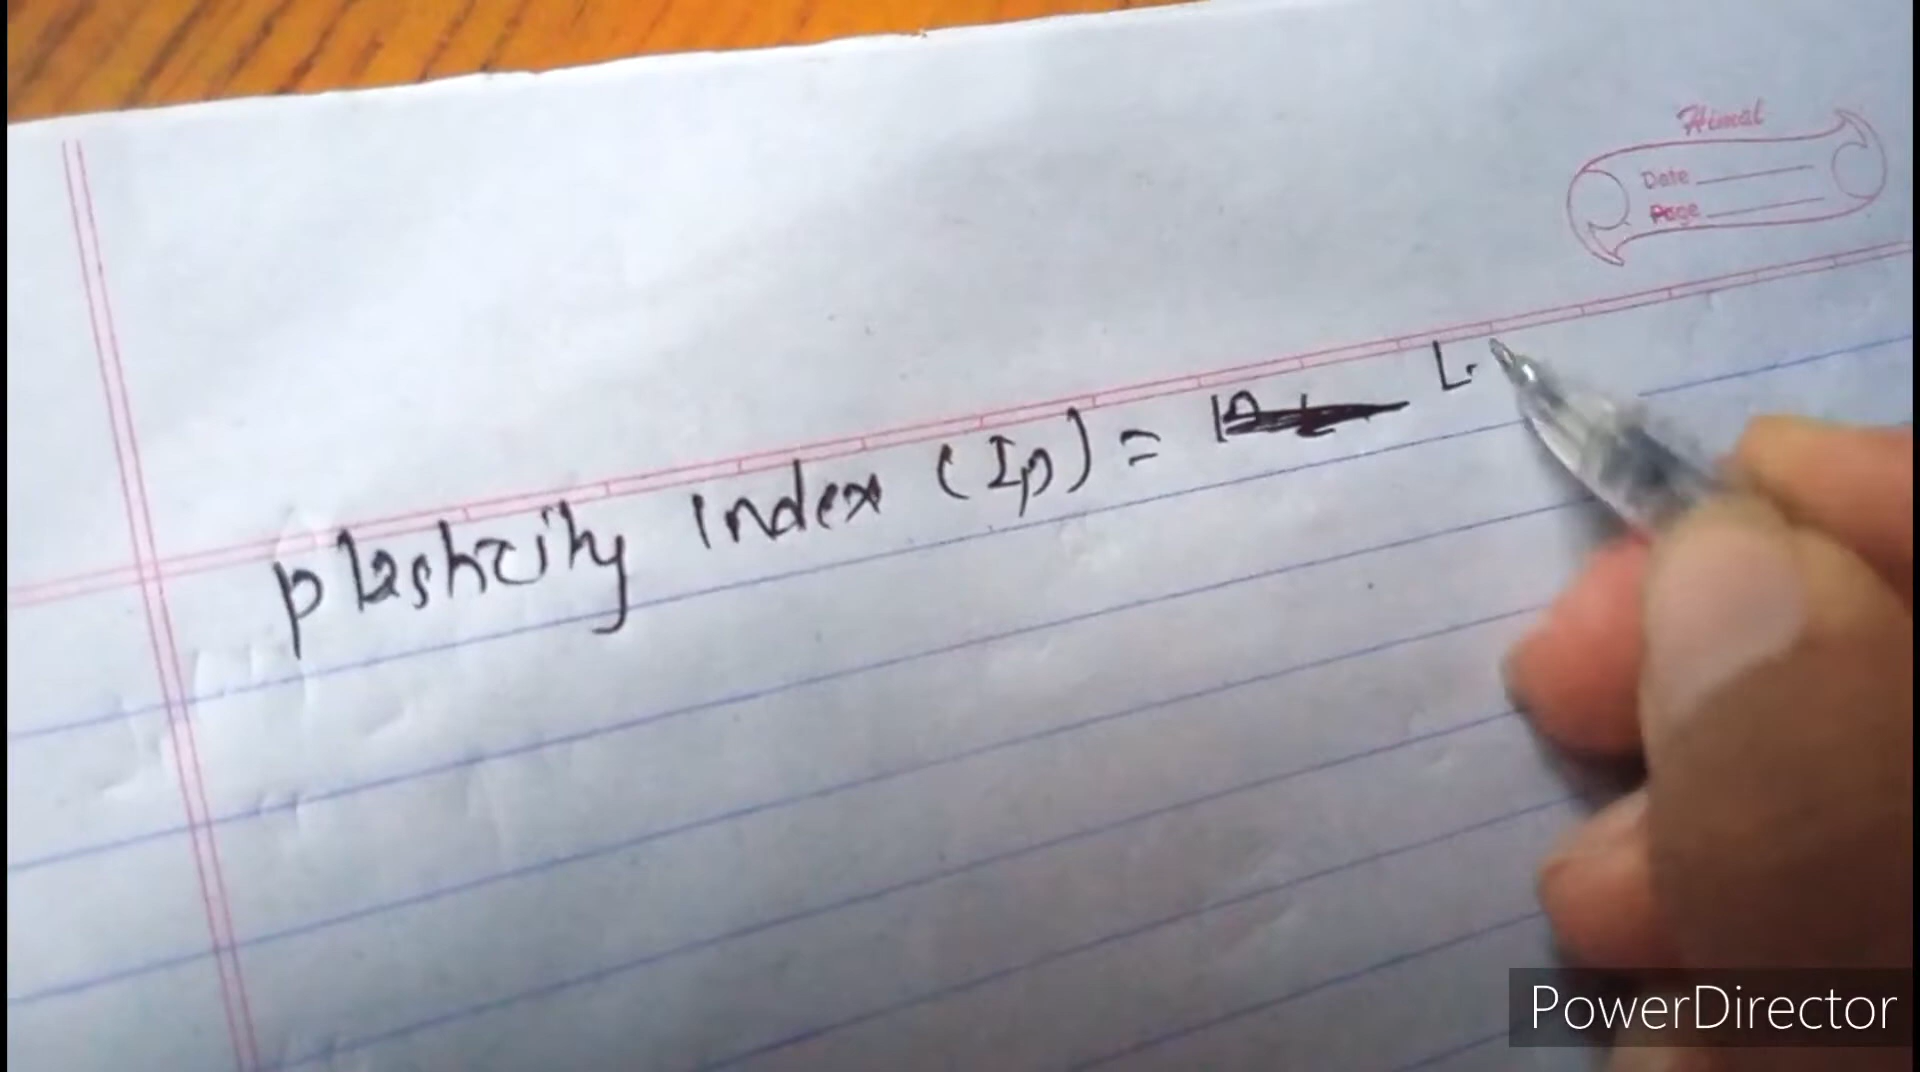 Himal
Date
Page
plasticity index (Ip) = L.
PowerDirector